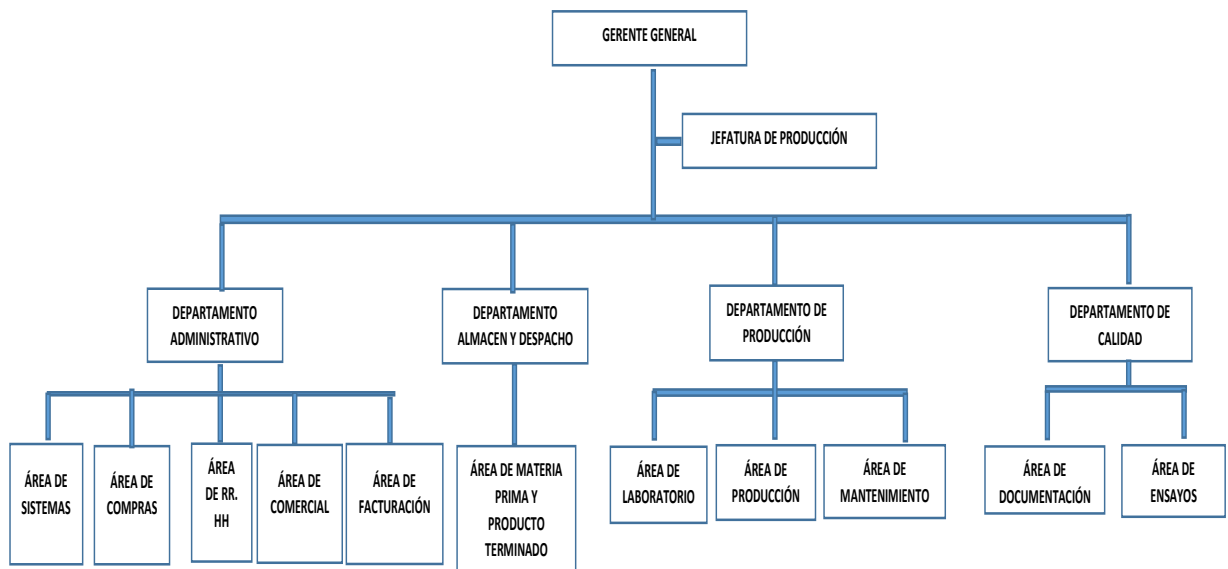 GERENTE GENERAL
JEFATURA DE PRODUCCIÓN
DEPARTAMENTO
ADMINISTRATIVO
DEPARTAMENTO
ALMACEN Y DESPACHO
DEPARTAMENTO DE
PRODUCCIÓN
DEPARTAMENTO DE
CALIDAD
ÁREA DE
SISTEMAS
ÁREA DE
COMPRAS
ÁREA
DE RR.
HH
ÁREA DE
COMERCIAL
ÁREA DE
FACTURACIÓN
ÁREA DE MATERIA
PRIMA Y
PRODUCTO
TERMINADO
ÁREA DE
LABORATORIO
ÁREA DE
PRODUCCIÓN
ÁREA DE
MANTENIMIENTO
ÁREA DE
DOCUMENTACIÓN
ÁREA DE
ENSAYOS